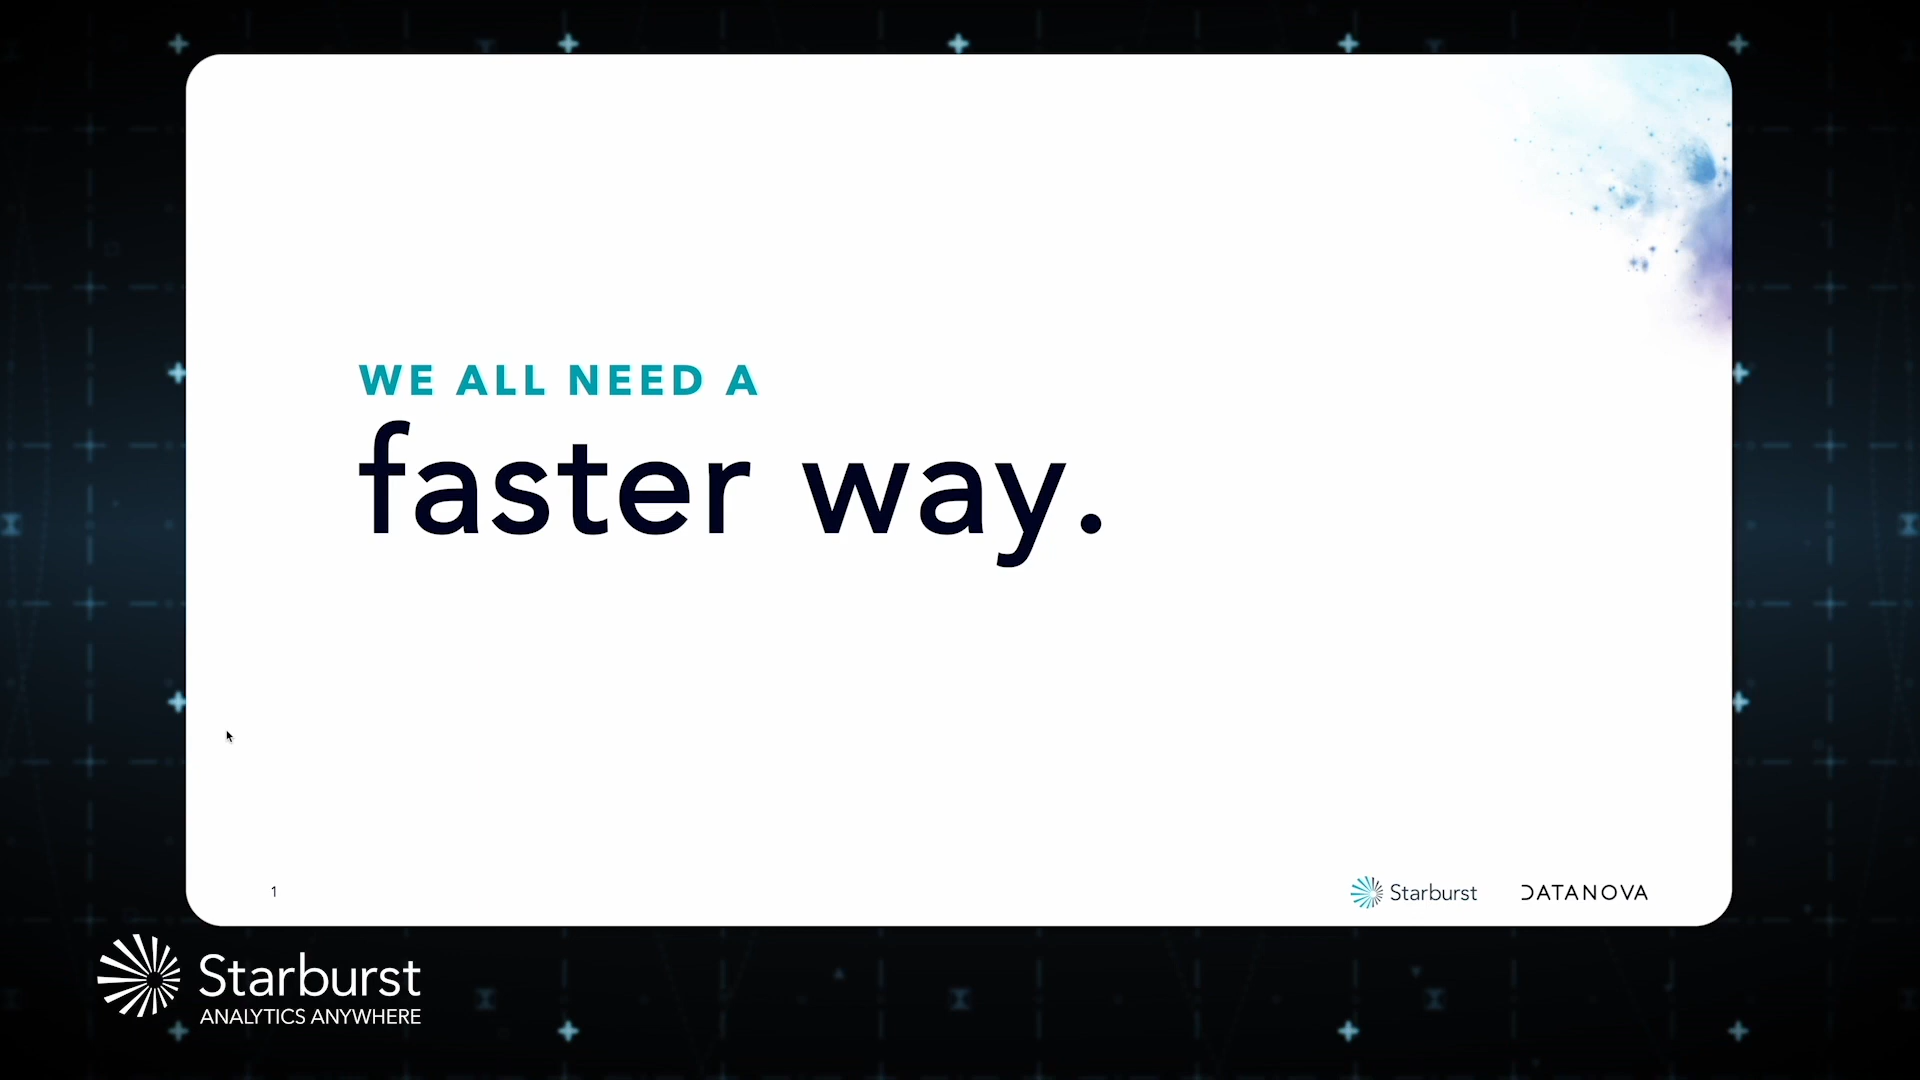 WE ALL NEED A
faster way.
1
Starburst
DATANOVA
Starburst
ANALYTICS ANYWHERE